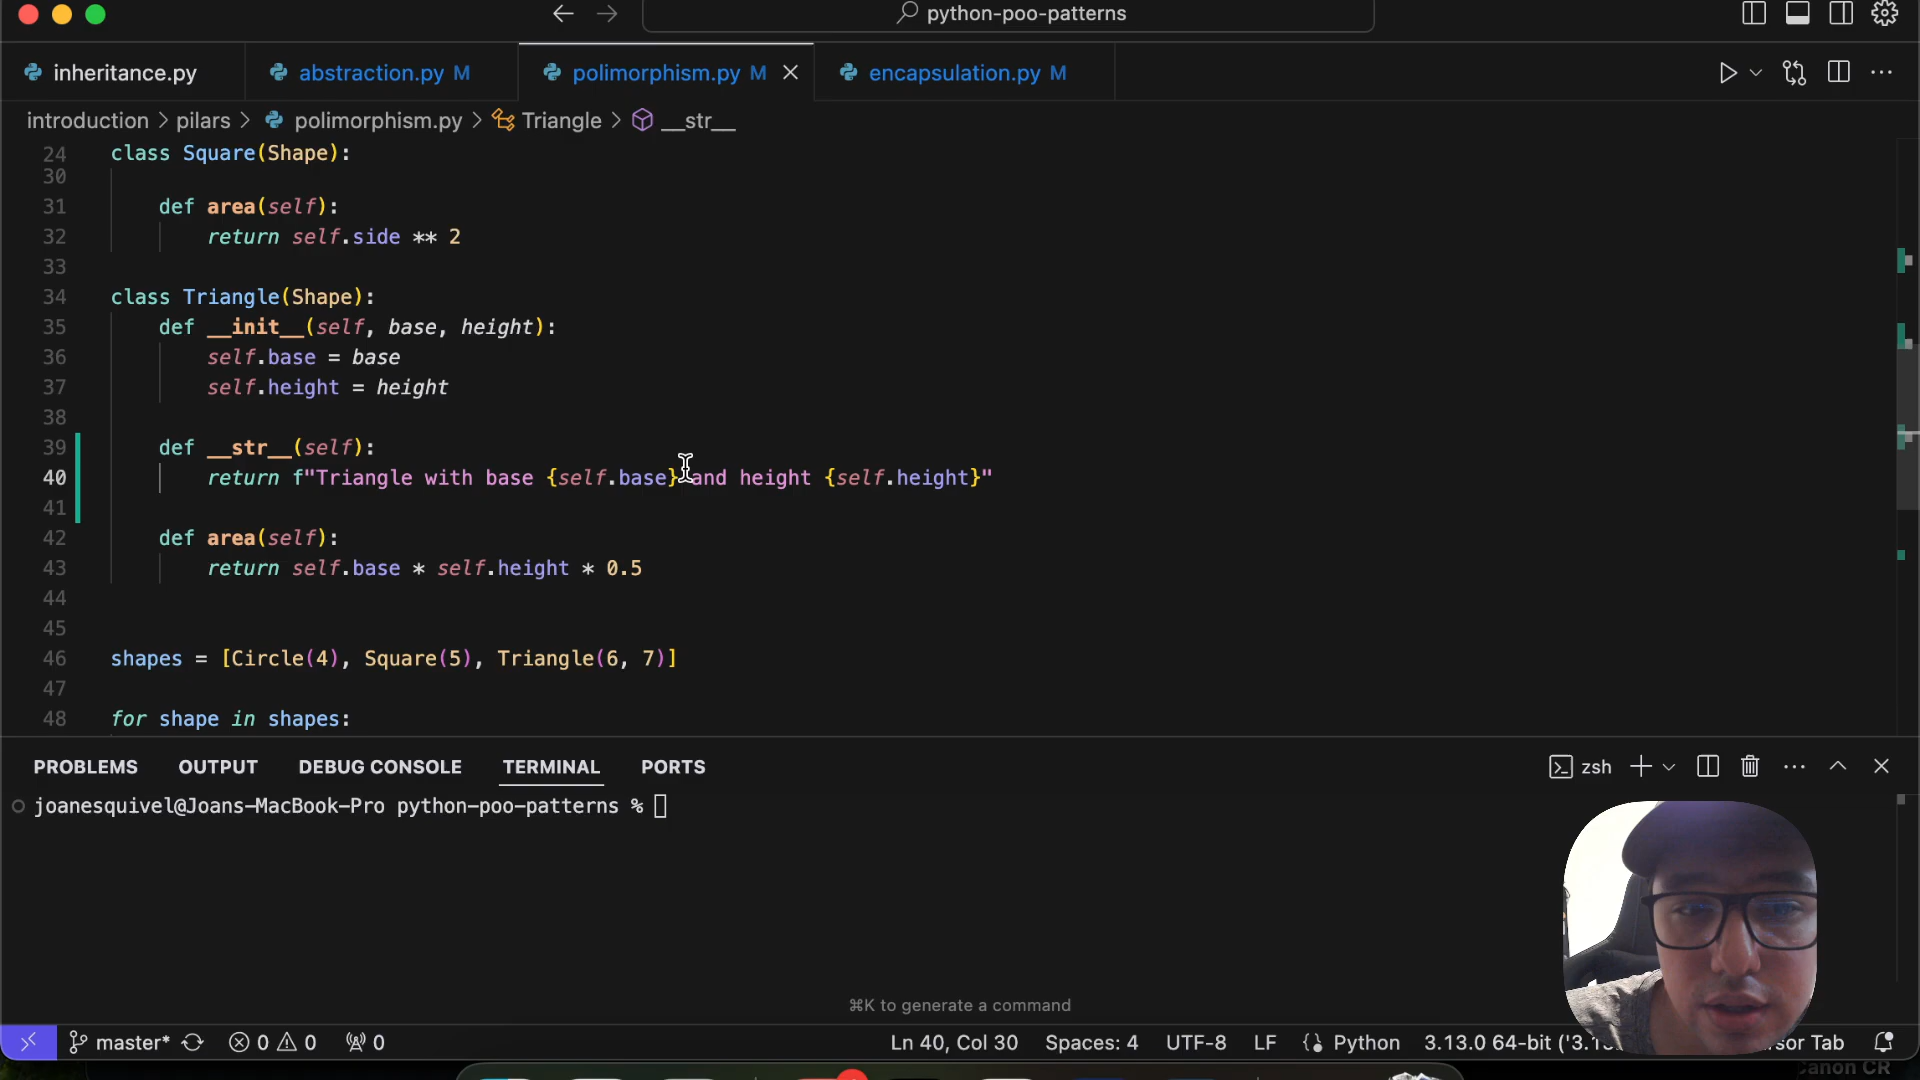 python-poo-patterns
inheritance.py
abstraction.py M
polimorphism.py M
encapsulation.py M
introduction > pilars > polimorphism.py > Triangle > __str__
24 class Square(Shape):
30
31 def area(self):
32 return self.side ** 2
33
34 class Triangle(Shape):
35 def __init__(self, base, height):
36 self.base = base
37 self.height = height
38
39 def __str__(self):
40 return f"Triangle with base {self.base} and height {self.height}"
41
42 def area(self):
43 return self.base * self.height * 0.5
44
45
46 shapes = [Circle(4), Square(5), Triangle(6, 7)]
47
48 for shape in shapes:
PROBLEMS OUTPUT DEBUG CONSOLE TERMINAL PORTS
zsh
joanesquivel@Joans-MacBook-Pro python-poo-patterns %
⌘K to generate a command
master* 0 0 0
Ln 40, Col 30 Spaces: 4 UTF-8 LF Python 3.13.0 64-bit Tab